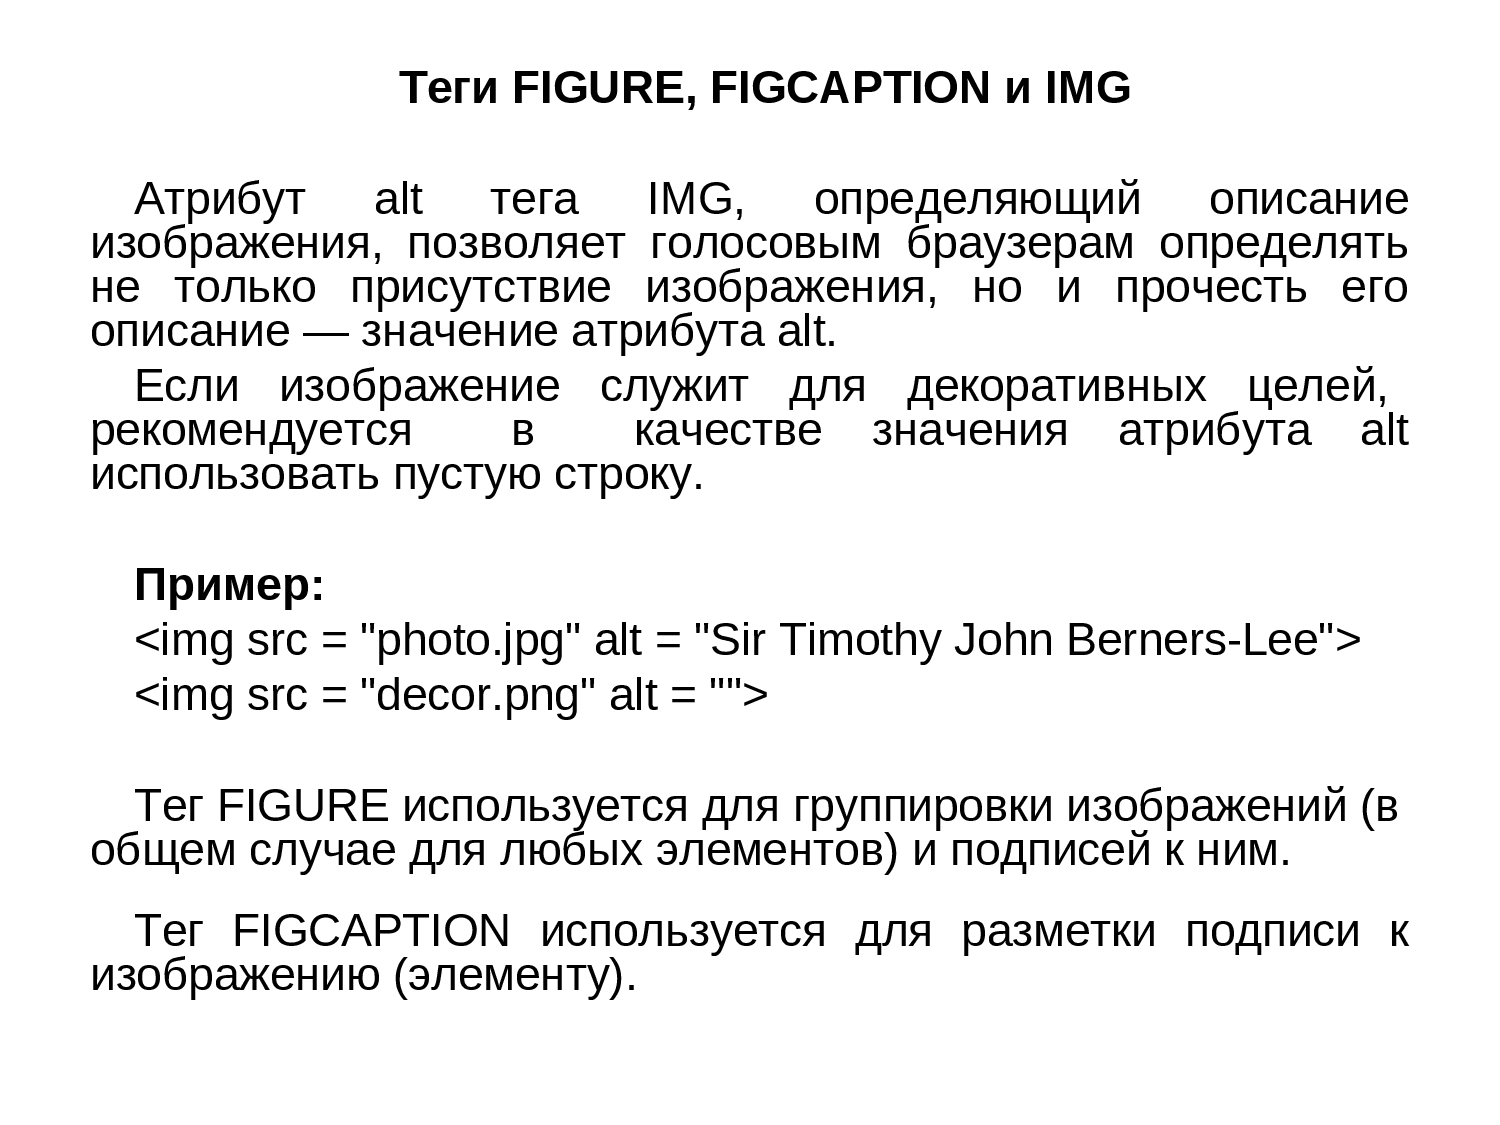 Теги FIGURE, FIGCAPTION и IMG
Атрибут alt тега IMG, определяющий описание
изображения, позволяет голосовым браузерам определять
не только присутствие изображения, но и прочесть его
описание — значение атрибута alt.
Если изображение служит для декоративных целей,
рекомендуется в качестве значения атрибута alt
использовать пустую строку.
Пример:
<img src = "photo.jpg" alt = "Sir Timothy John Berners-Lee">
<img src = "decor.png" alt = "">
Тег FIGURE используется для группировки изображений (в
общем случае для любых элементов) и подписей к ним.
Тег FIGCAPTION используется для разметки подписи к
изображению (элементу).